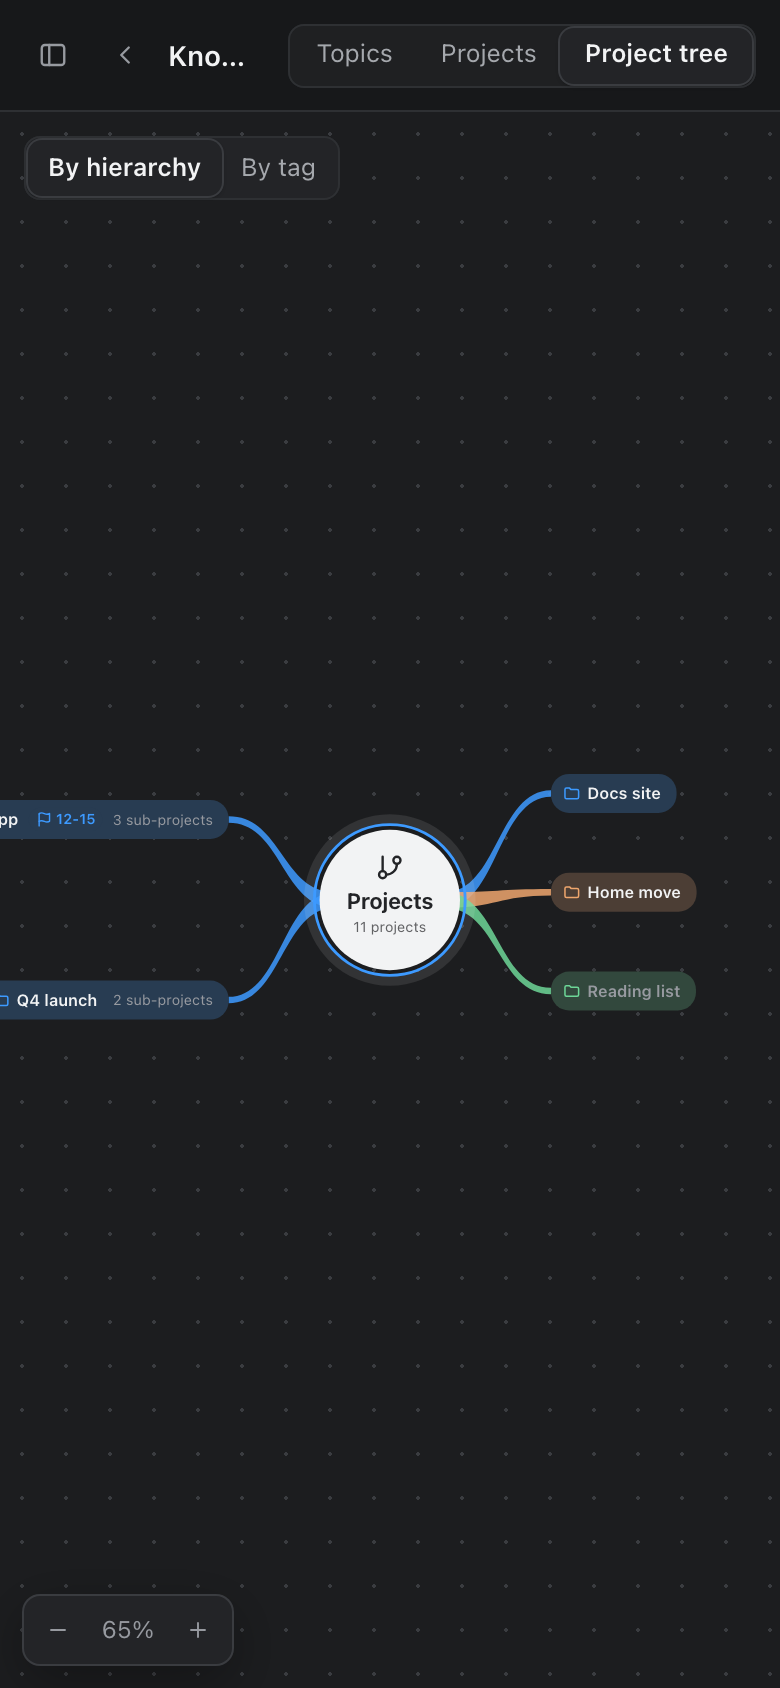 Kno...
Topics
Projects
Project tree
By hierarchy
By tag
pp 12-15 3 sub-projects
Q4 launch 2 sub-projects
Projects
11 projects
Docs site
Home move
Reading list
65%